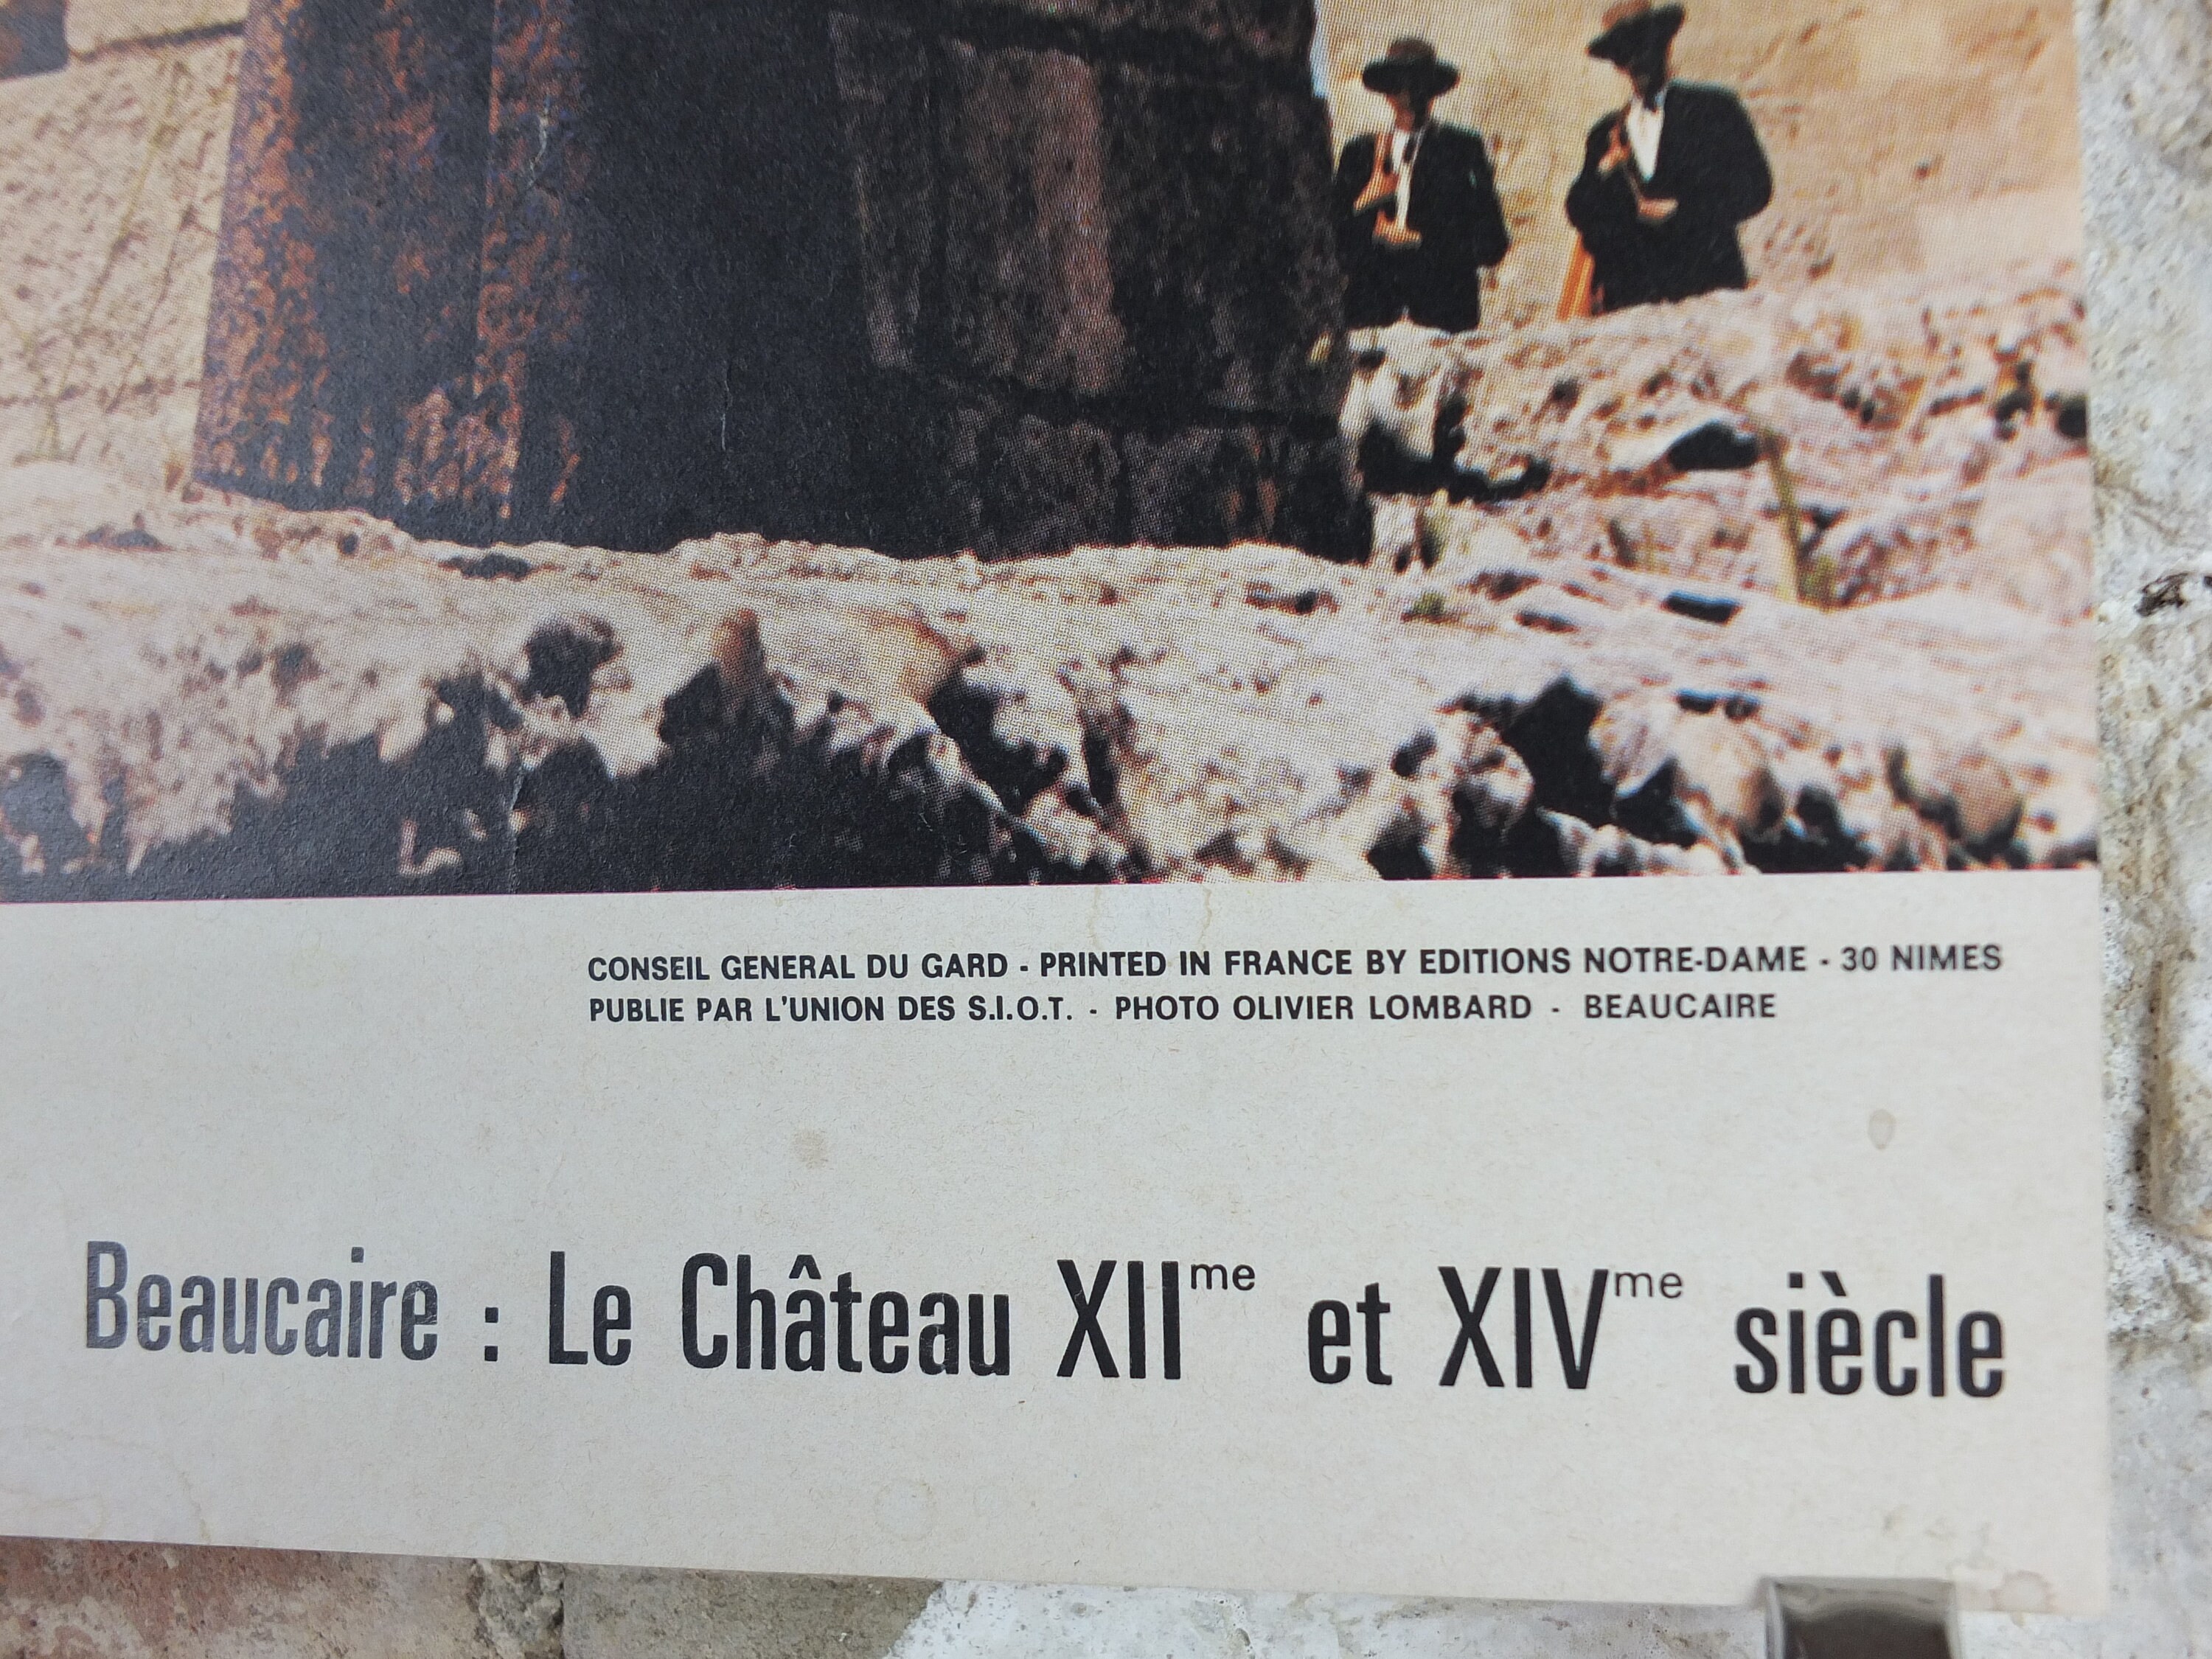 CONSEIL GENERAL DU GARD - PRINTED IN FRANCE BY EDITIONS NOTRE-DAME - 30 NIMES
PUBLIE PAR L'UNION DES S.I.O.T. - PHOTO OLIVIER LOMBARD - BEAUCAIRE
Beaucaire : Le Château XIIme et XIVme siècle